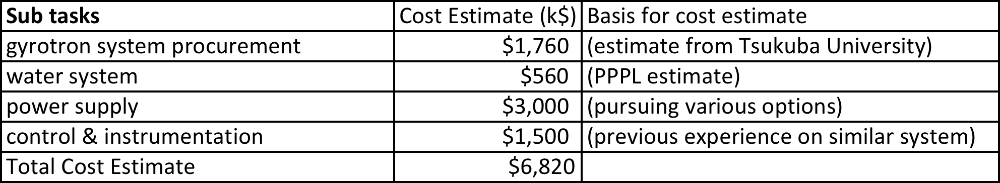 Sub tasks Cost Estimate (k$) Basis for cost estimate
gyrotron system procurement $1,760 (estimate from Tsukuba University)
water system $560 (PPPL estimate)
power supply $3,000 (pursuing various options)
control & instrumentation $1,500 (previous experience on similar system)
Total Cost Estimate $6,820